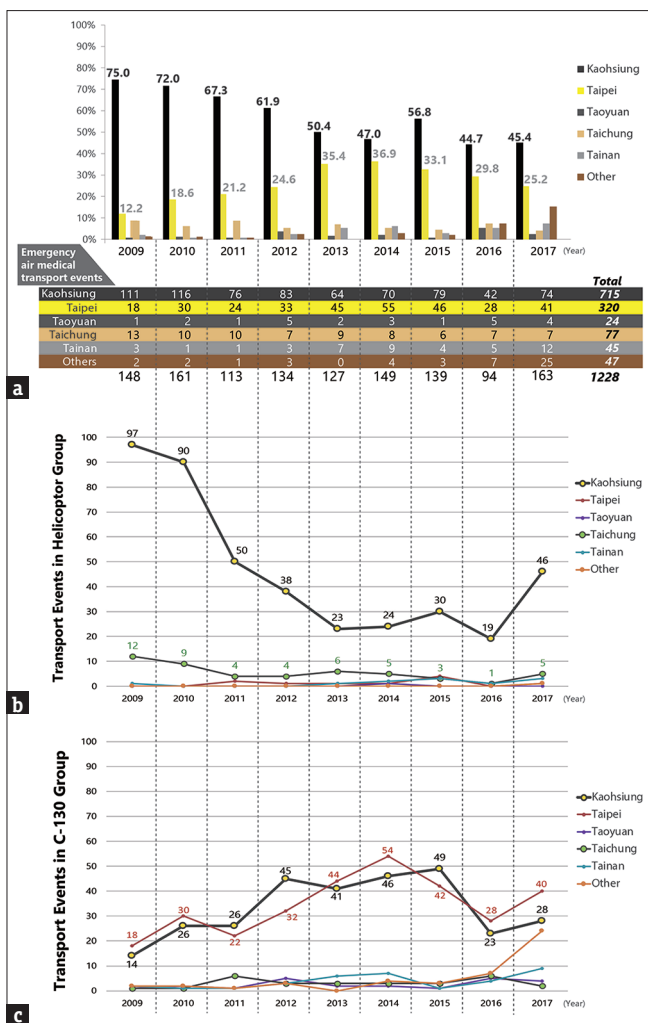 100%
90%
80%
70%
60%
50%
40%
30%
20%
10%
0%
75.0 72.0 67.3 61.9 50.4 47.0 56.8 44.7 45.4
12.2 18.6 21.2 24.6 35.4 36.9 33.1 29.8 25.2
Kaohsiung
Taipei
Taoyuan
Taichung
Tainan
Other
2009 2010 2011 2012 2013 2014 2015 2016 2017 (Year)
Emergency
air medical
transport events
Total
Kaohsiung 111 116 76 83 64 70 79 42 74 715
Taipei 18 30 24 33 45 55 46 28 41 320
Taoyuan 1 2 1 5 2 3 1 5 4 24
Taichung 13 10 10 7 9 8 6 7 7 77
Tainan 3 1 1 3 7 9 4 5 12 45
Others 2 2 1 3 0 4 3 7 25 47
148 161 113 134 127 149 139 94 163 1228
a
Transport Events in Helicoptor Group
100
90
80
70
60
50
40
30
20
10
0
97 90 50 38 23 24 30 19 46
12 9 4 4 6 5 3 1 5
Kaohsiung
Taipei
Taoyuan
Taichung
Tainan
Other
2009 2010 2011 2012 2013 2014 2015 2016 2017 (Year)
b
Transport Events in C-130 Group
100
90
80
70
60
50
40
30
20
10
0
18 30 22 32 44 54 42 28 40
14 26 26 45 41 46 49 23 28
Kaohsiung
Taipei
Taoyuan
Taichung
Tainan
Other
2009 2010 2011 2012 2013 2014 2015 2016 2017 (Year)
c